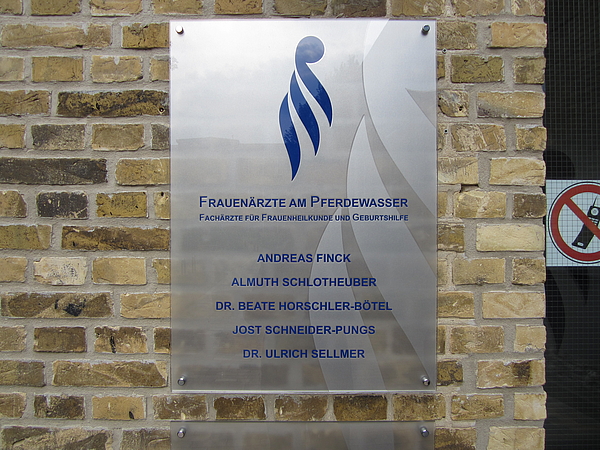 FRAUENÄRZTE AM PFERDEWASSER
FACHÄRZTE FÜR FRAUENHEILKUNDE UND GEBURTSHILFE
ANDREAS FINCK
ALMUTH SCHLOTHEUBER
DR. BEATE HORSCHLER-BÖTEL
JOST SCHNEIDER-PUNGS
DR. ULRICH SELLMER